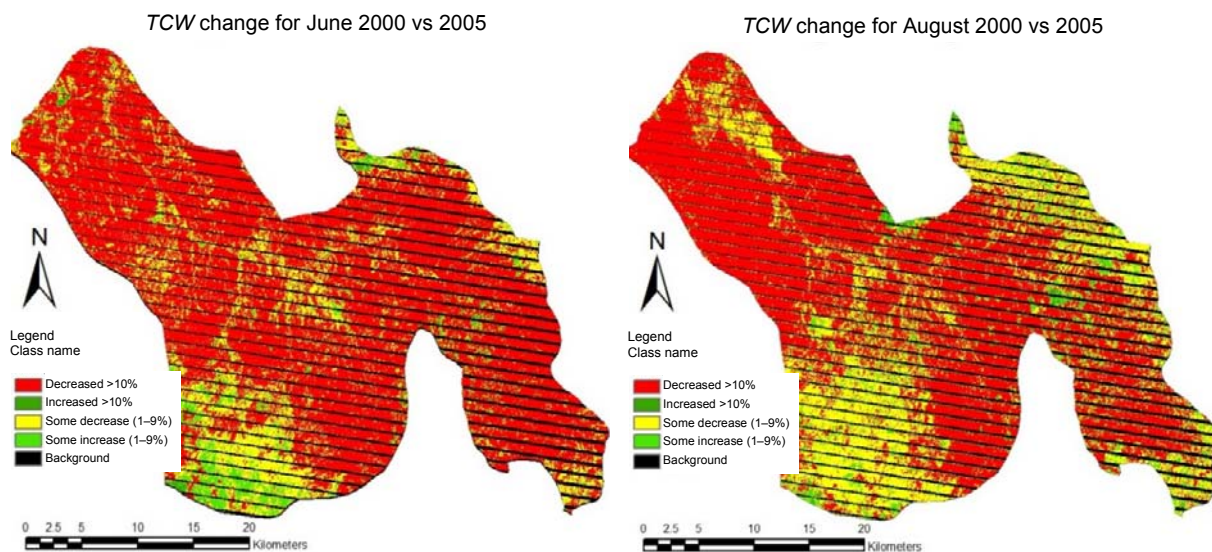 TCW change for June 2000 vs 2005
N
Legend
Class name
Decreased >10%
Increased >10%
Some decrease (1–9%)
Some increase (1–9%)
Background
0 2.5 5 10 15 20
Kilometers
TCW change for August 2000 vs 2005
N
Legend
Class name
Decreased >10%
Increased >10%
Some decrease (1–9%)
Some increase (1–9%)
Background
0 2.5 5 10 15 20
Kilometers